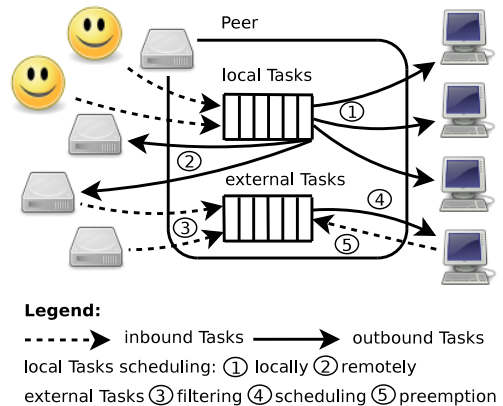 Peer
local Tasks
①
②
external Tasks
④
③
⑤
Legend:
inbound Tasks outbound Tasks
local Tasks scheduling: ① locally ② remotely
external Tasks ③ filtering ④ scheduling ⑤ preemption